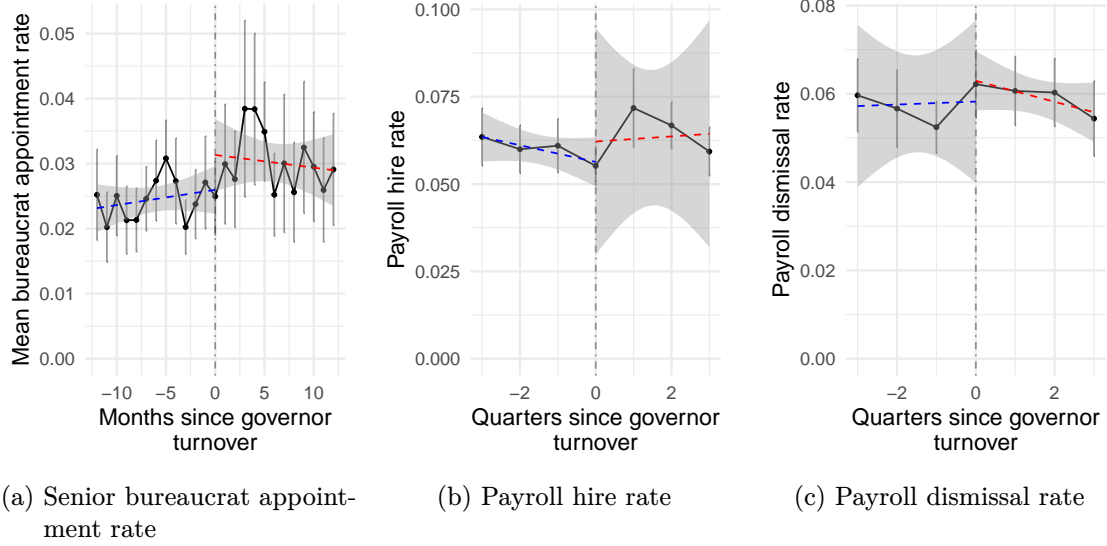 0.05
0.04
0.03
0.02
0.01
0.00
Mean bureaucrat appointment rate
−10 −5 0 5 10
Months since governor
turnover
0.100
0.075
0.050
0.025
0.000
Payroll hire rate
−2 0 2
Quarters since governor
turnover
0.08
0.06
0.04
0.02
0.00
Payroll dismissal rate
−2 0 2
Quarters since governor
turnover
(a) Senior bureaucrat appoint-
ment rate
(b) Payroll hire rate
(c) Payroll dismissal rate